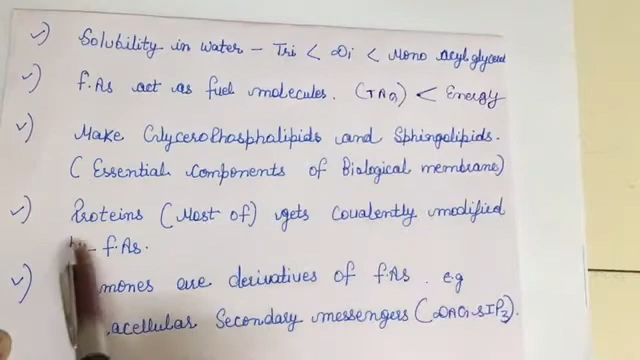 Solubility in water - Tri < Di < Mono acyl glycerol
f.As act as fuel molecules. (TAG) < Energy
Make Glycerophospholipids and Sphingolipids.
(Essential Components of Biological membrane)
Proteins (Most of) gets covalently modified
f.As.
mones are derivatives of f.As. e.g
acellular Secondary messengers (DAG & IP3).